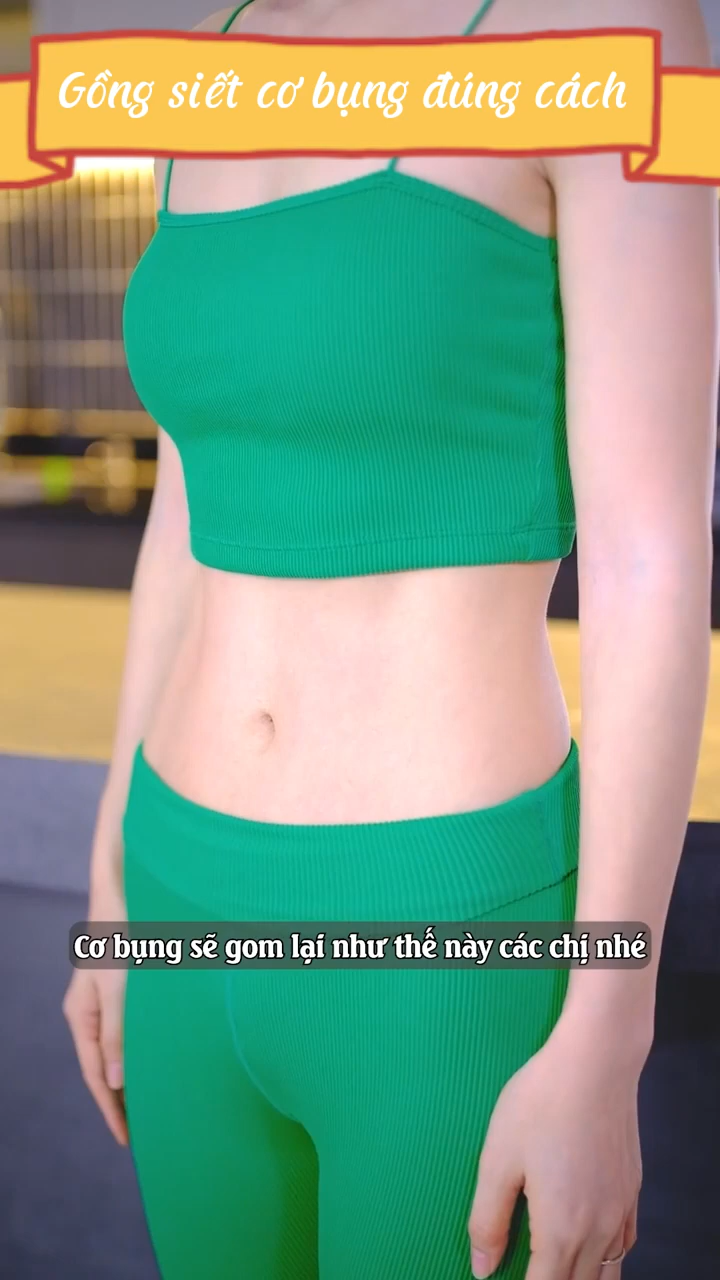 Gồng siết cơ bụng đúng cách
Cơ bụng sẽ gom lại như thế này các chị nhé